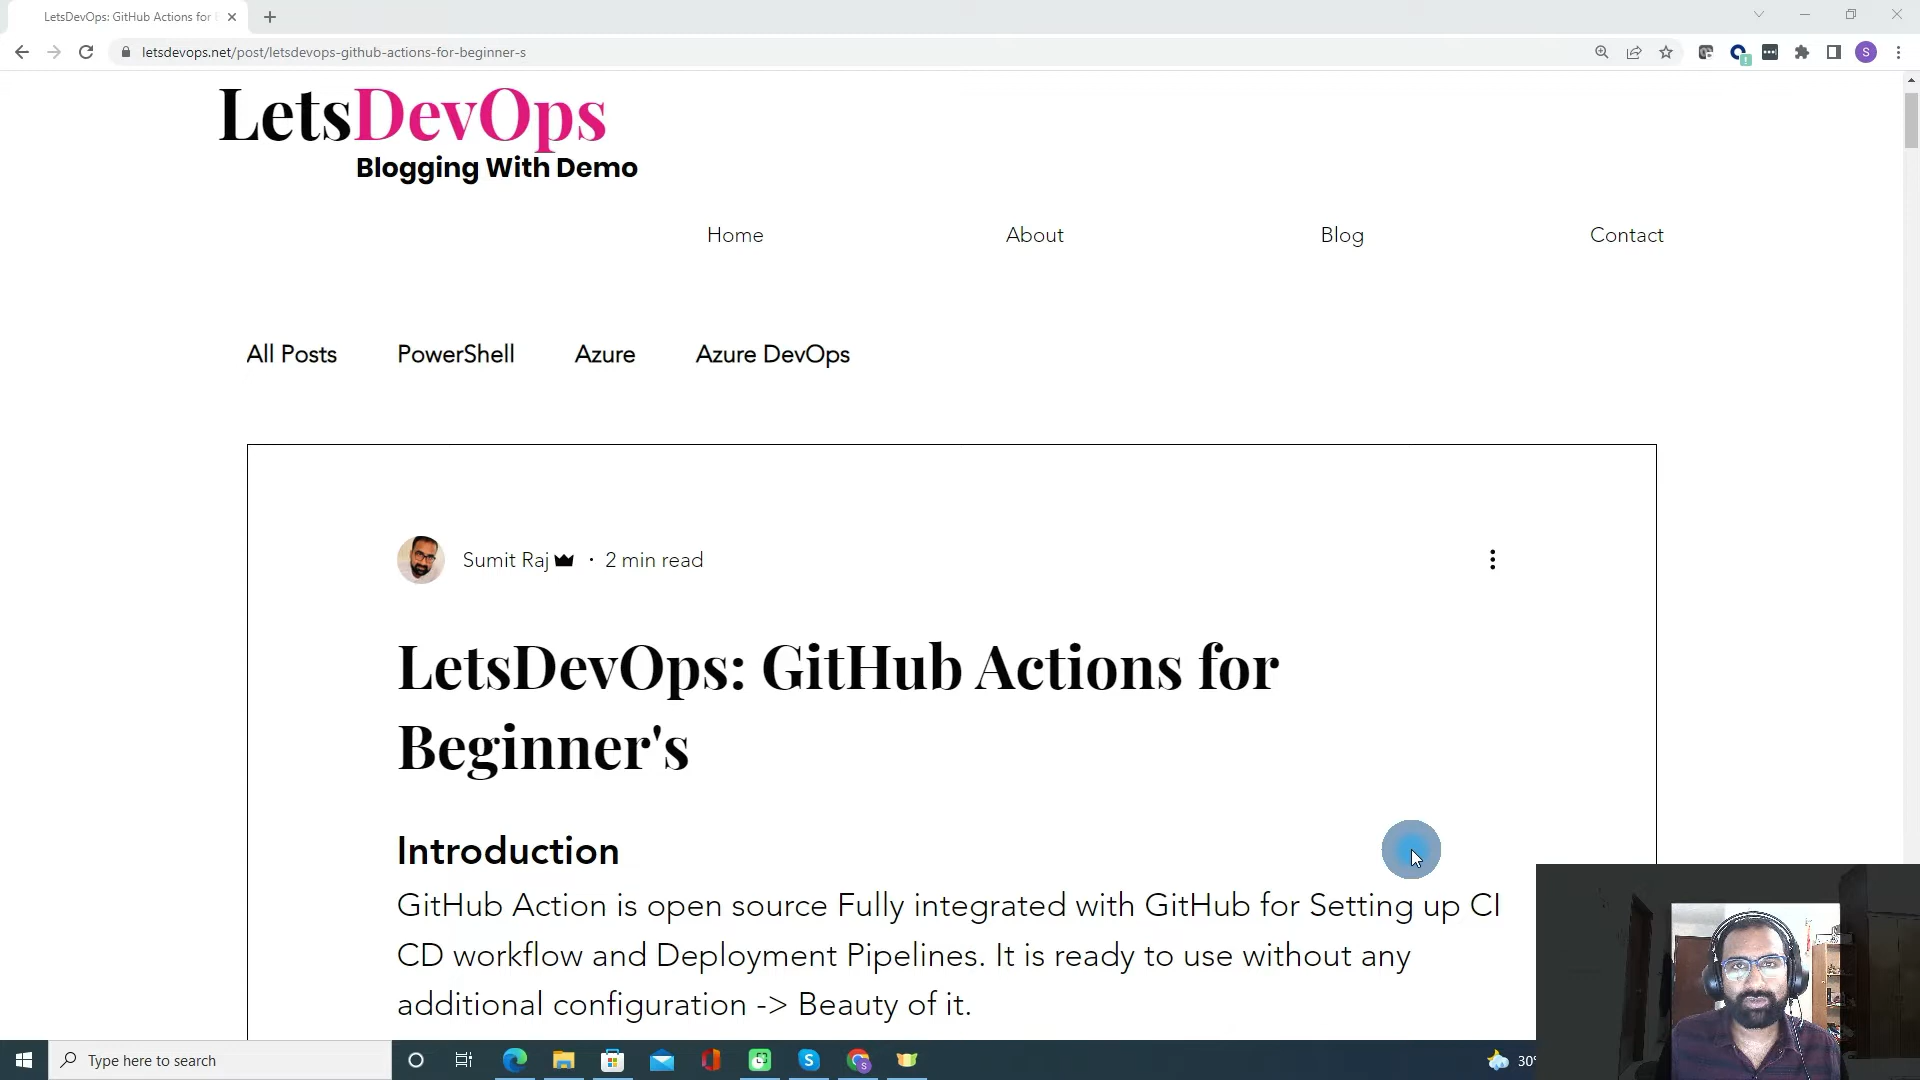 LetsDevOps: GitHub Actions for
letsdevops.net/post/letsdevops-github-actions-for-beginner-s
S
LetsDevOps
Blogging With Demo
Home About Blog Contact
All Posts PowerShell Azure Azure DevOps
Sumit Raj · 2 min read
LetsDevOps: GitHub Actions for
Beginner's
Introduction
GitHub Action is open source Fully integrated with GitHub for Setting up CI
CD workflow and Deployment Pipelines. It is ready to use without any
additional configuration -> Beauty of it.
Type here to search
30°